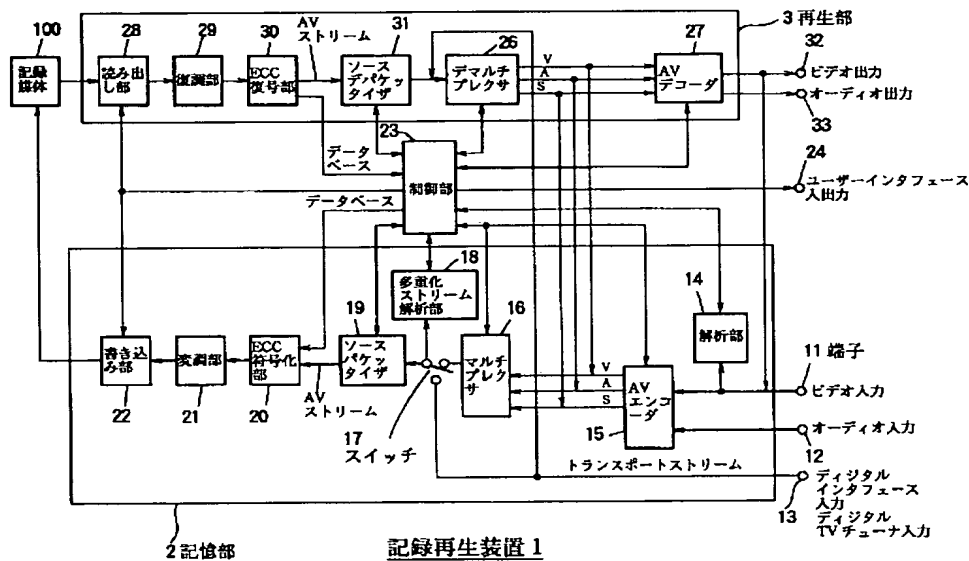 3 再生部
100
28
29
30
AV
ストリーム
31
26
27
32
記録
媒体
読み出
し部
復調部
ECC
復号部
ソース
デパケッ
タイザ
デマルチ
プレクサ
V
A
S
AV
デコーダ
ビデオ出力
オーディオ出力
33
23
データ
ベース
制御部
24
ユーザーインタフェース
入出力
データベース
18
多重化
ストリーム
解析部
14
解析部
19
16
書き込
み部
変調部
ECC
符号化
部
ソース
パケッ
タイザ
マルチ
プレク
サ
V
A
S
AV
エンコー
ダ
11 端子
ビデオ入力
22
21
20
AV
ストリーム
17
スイッチ
15
オーディオ入力
12
トランスポートストリーム
13
ディジタル
インタフェース
入力
ディジタル
TVチューナ入力
2 記憶部
記録再生装置1